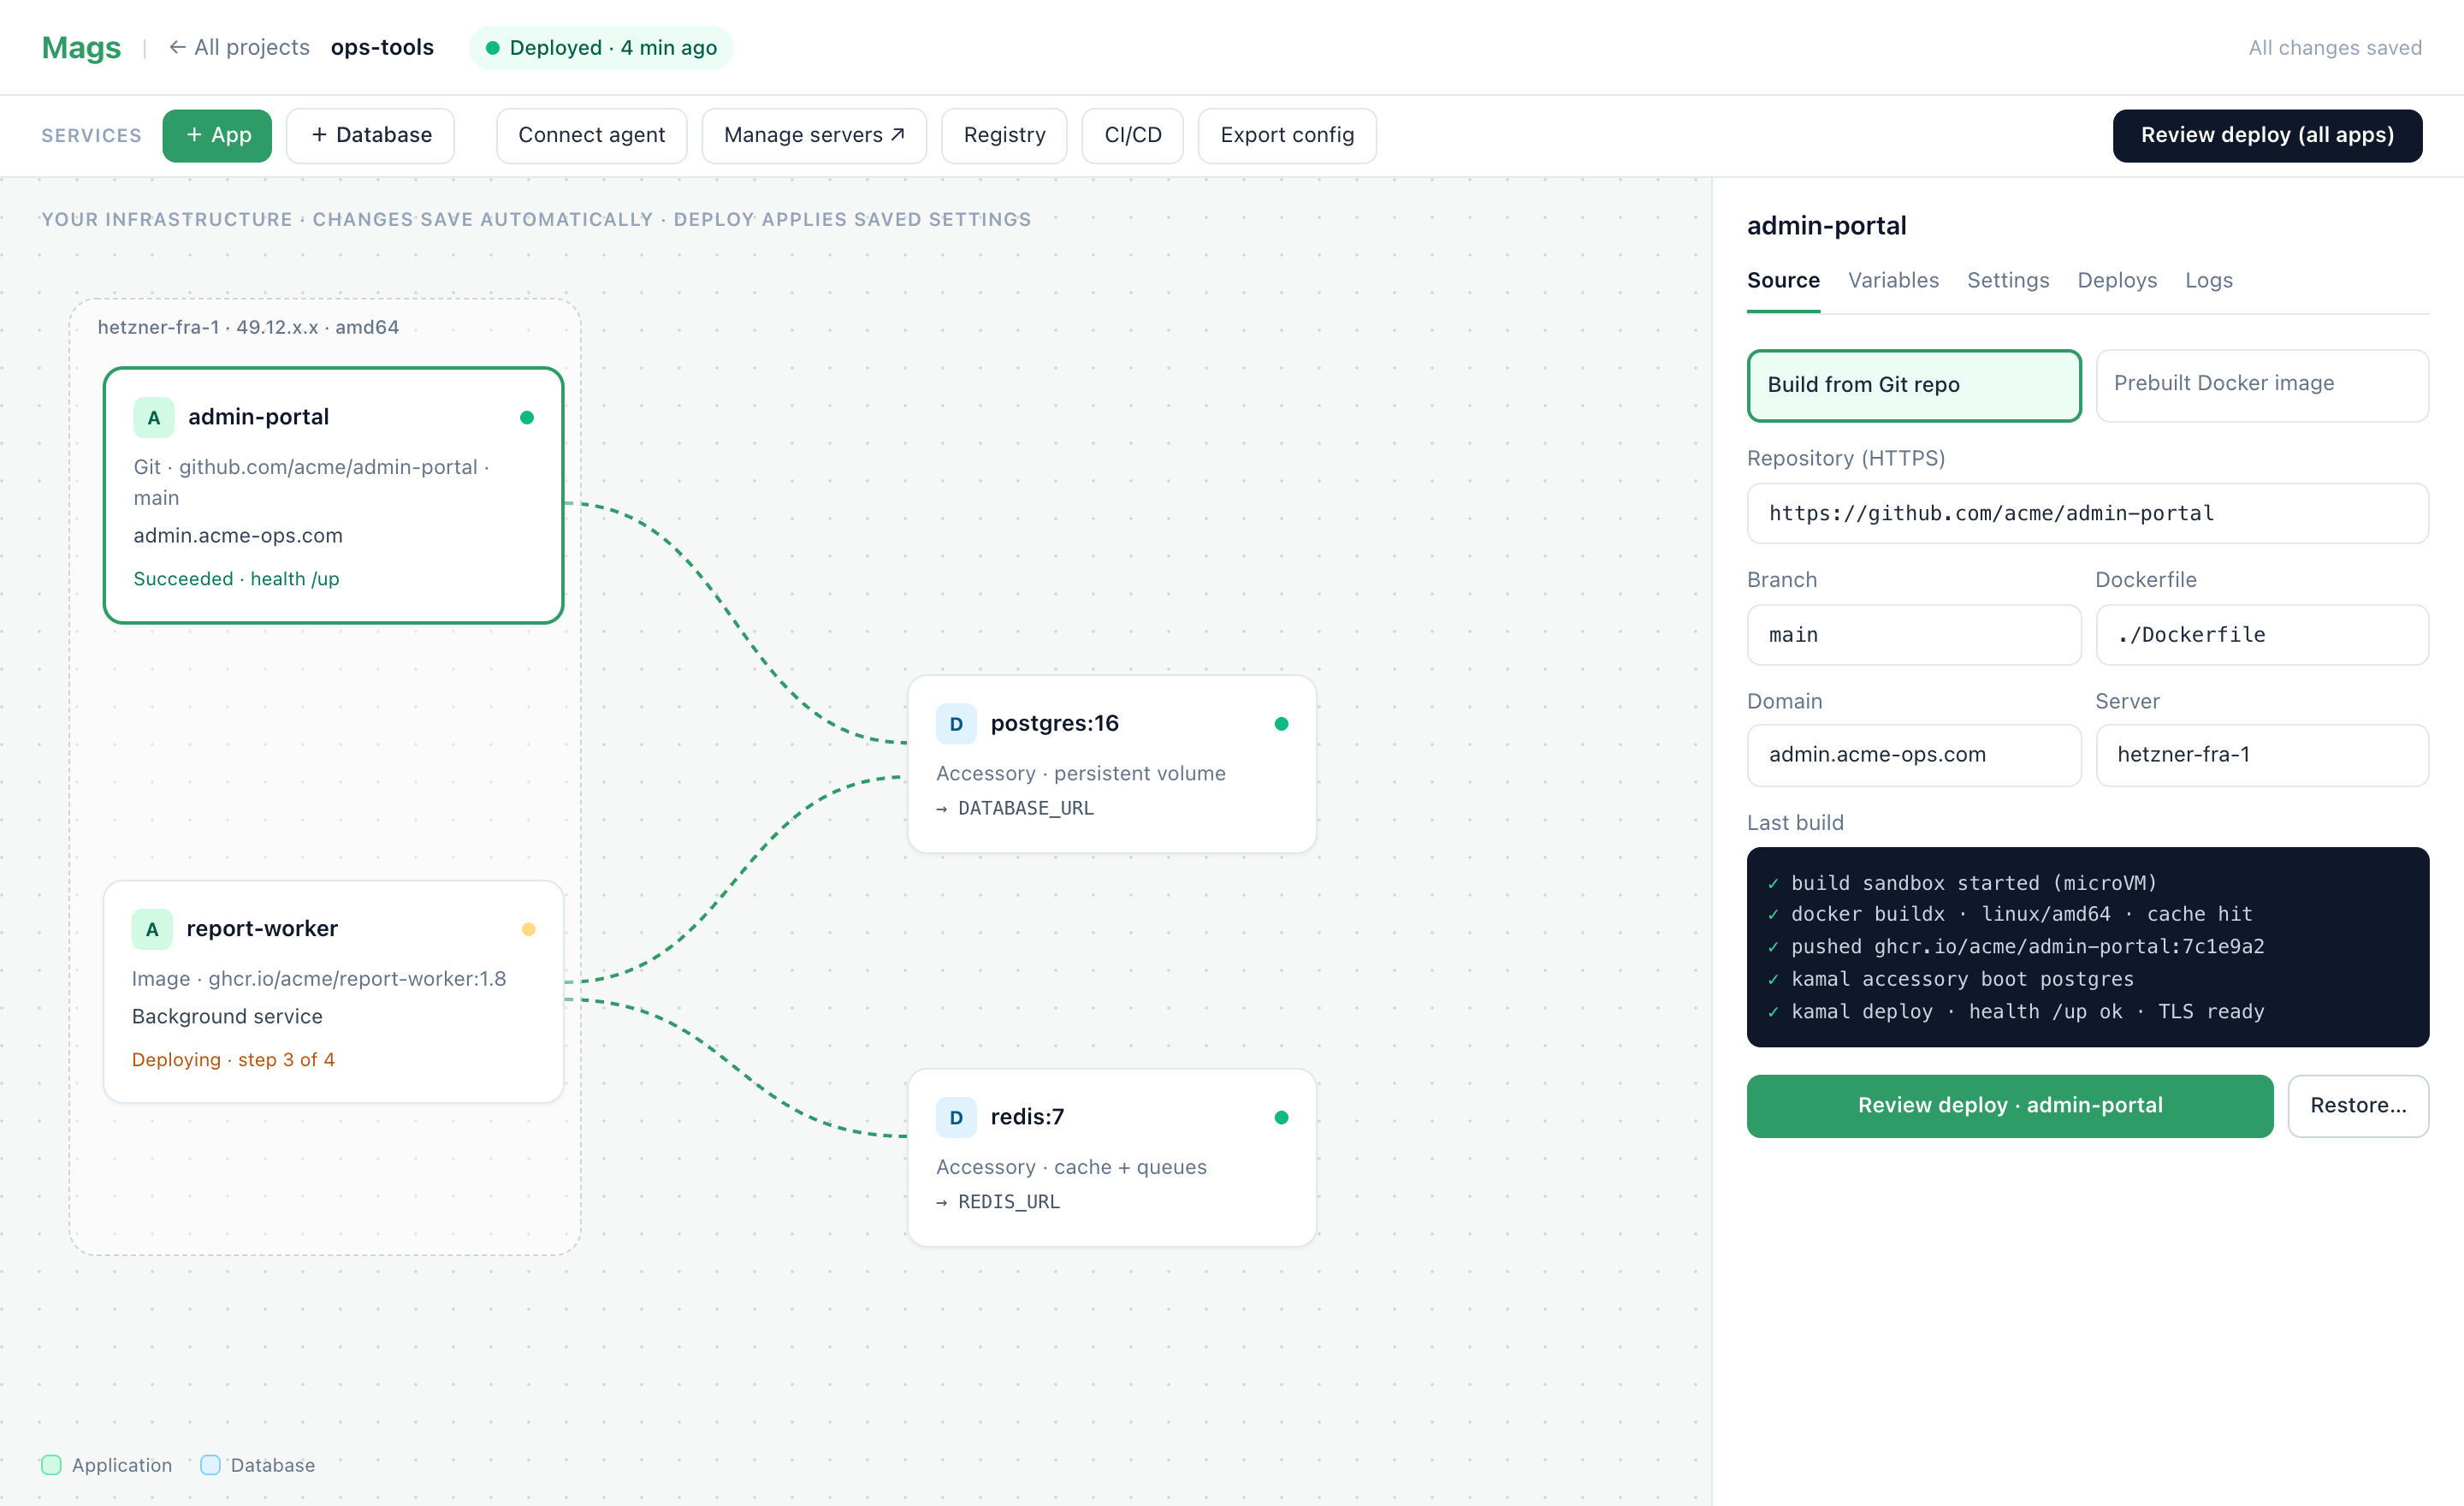 Mags | ← All projects ops-tools Deployed · 4 min ago All changes saved
SERVICES + App + Database Connect agent Manage servers ↗ Registry CI/CD Export config Review deploy (all apps)
YOUR INFRASTRUCTURE · CHANGES SAVE AUTOMATICALLY · DEPLOY APPLIES SAVED SETTINGS
hetzner-fra-1 · 49.12.x.x · amd64
A admin-portal
Git · github.com/acme/admin-portal ·
main
admin.acme-ops.com
Succeeded · health /up
A report-worker
Image · ghcr.io/acme/report-worker:1.8
Background service
Deploying · step 3 of 4
D postgres:16
Accessory · persistent volume
→ DATABASE_URL
D redis:7
Accessory · cache + queues
→ REDIS_URL
Application Database
admin-portal
Source Variables Settings Deploys Logs
Build from Git repo Prebuilt Docker image
Repository (HTTPS)
https://github.com/acme/admin-portal
Branch Dockerfile
main ./Dockerfile
Domain Server
admin.acme-ops.com hetzner-fra-1
Last build
✓ build sandbox started (microVM)
✓ docker buildx · linux/amd64 · cache hit
✓ pushed ghcr.io/acme/admin-portal:7c1e9a2
✓ kamal accessory boot postgres
✓ kamal deploy · health /up ok · TLS ready
Review deploy · admin-portal Restore...